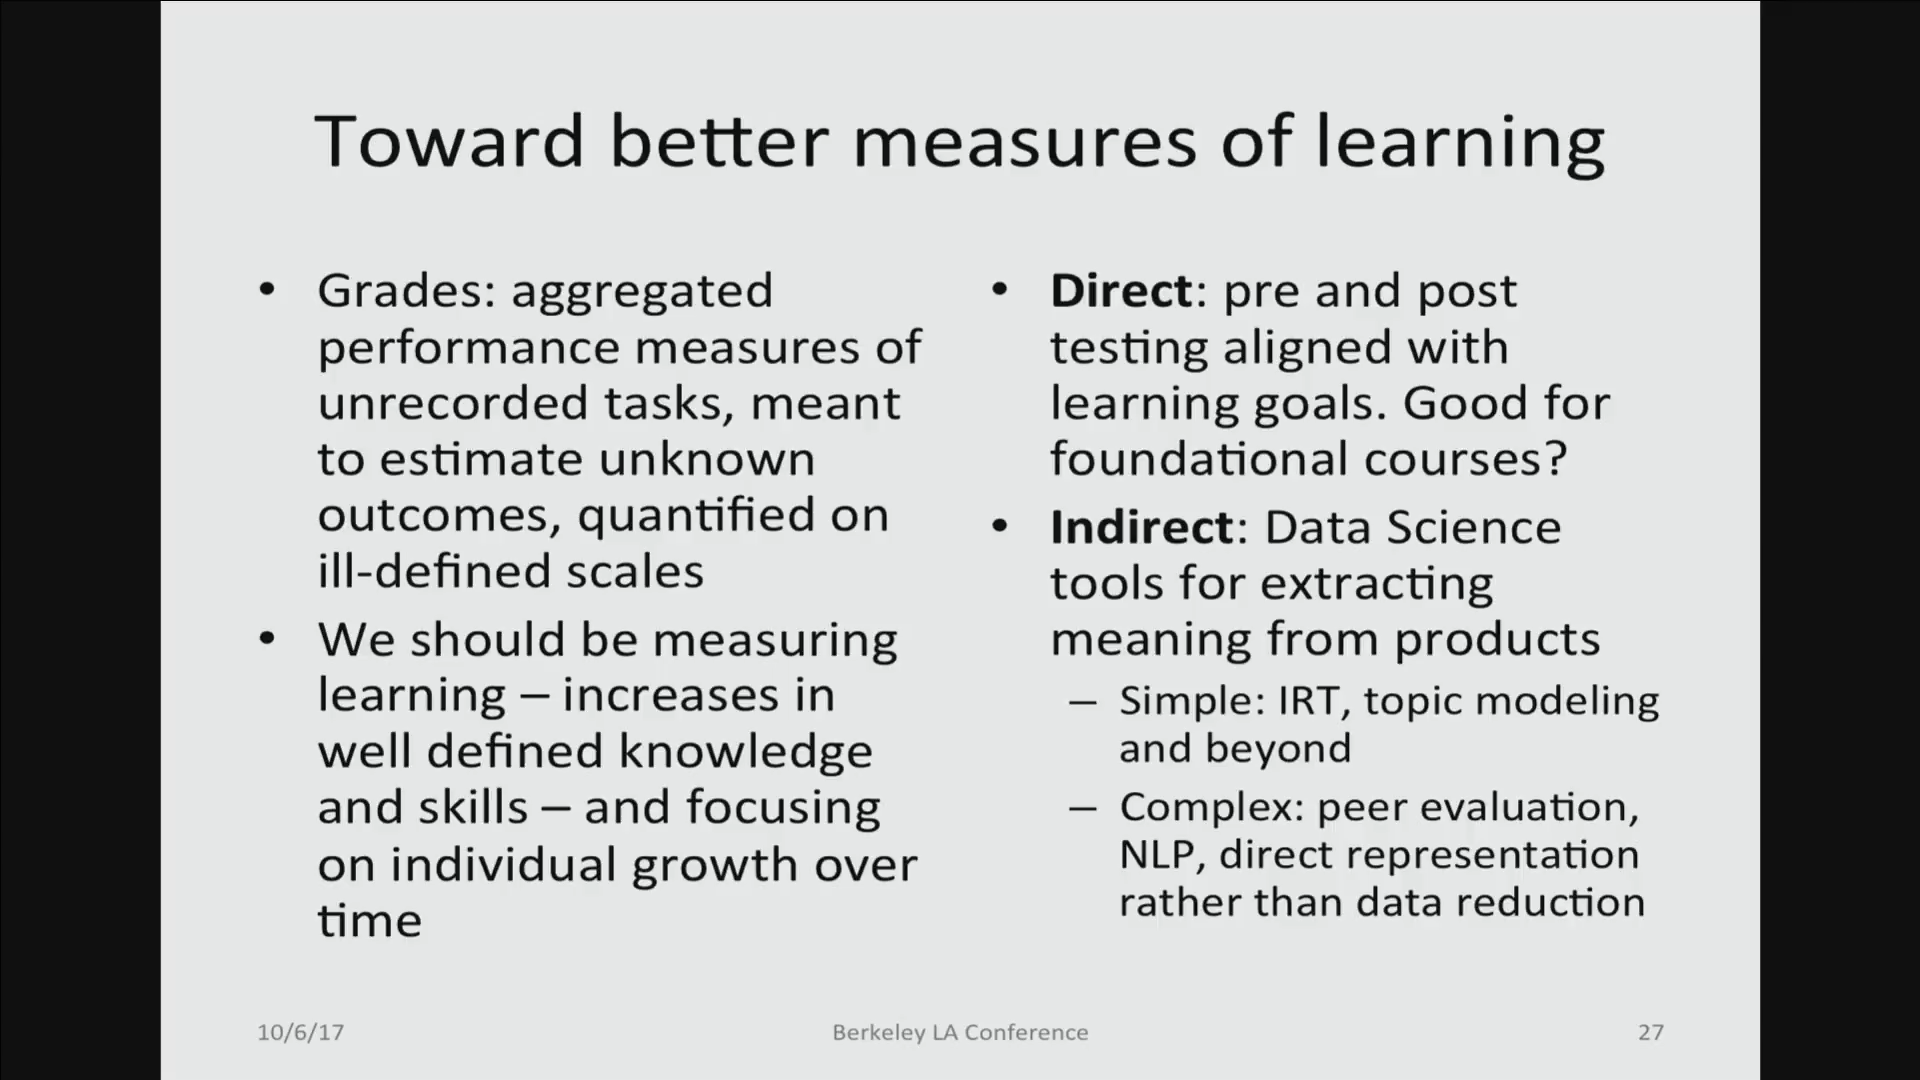 Toward better measures of learning
• Grades: aggregated
performance measures of
unrecorded tasks, meant
to estimate unknown
outcomes, quantified on
ill-defined scales
• We should be measuring
learning – increases in
well defined knowledge
and skills – and focusing
on individual growth over
time
• Direct: pre and post
testing aligned with
learning goals. Good for
foundational courses?
• Indirect: Data Science
tools for extracting
meaning from products
– Simple: IRT, topic modeling
and beyond
– Complex: peer evaluation,
NLP, direct representation
rather than data reduction
10/6/17
Berkeley LA Conference
27